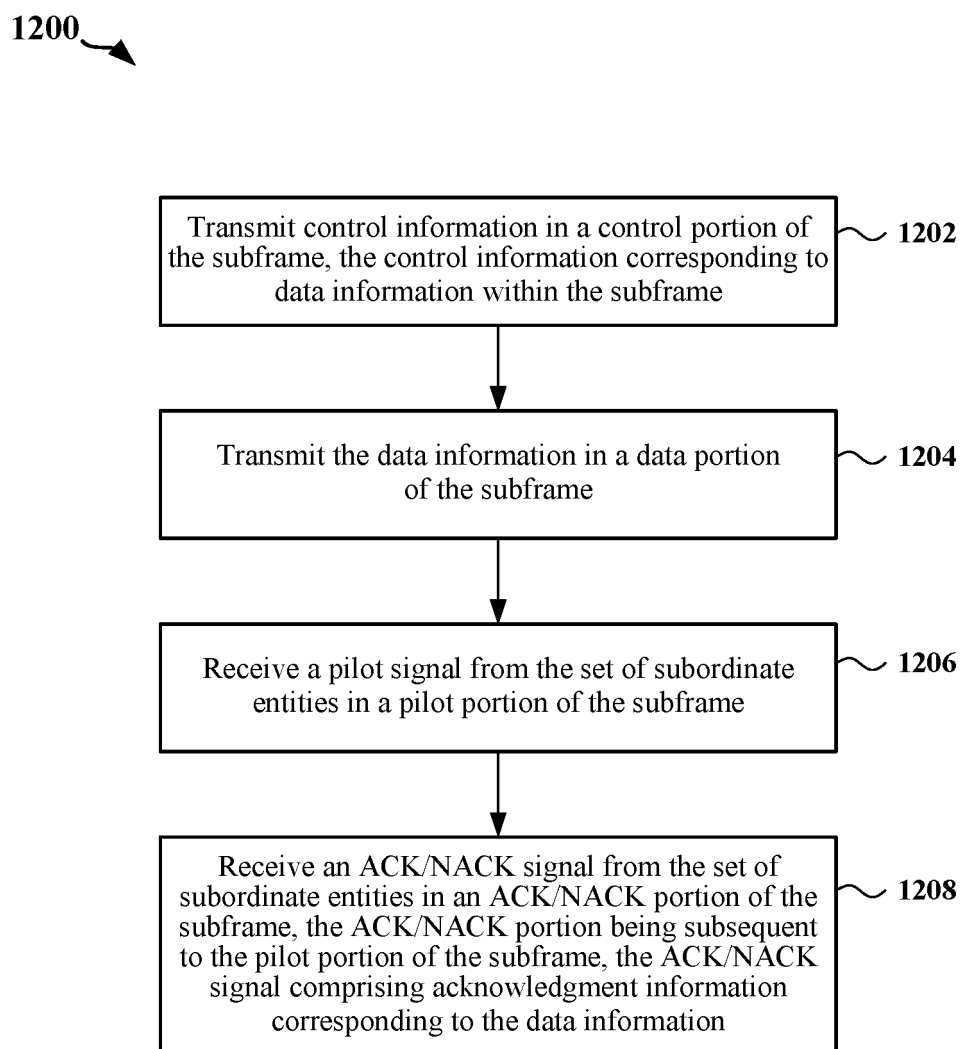 1200
Transmit control information in a control portion of
the subframe, the control information corresponding to
data information within the subframe
1202
Transmit the data information in a data portion
of the subframe
1204
Receive a pilot signal from the set of subordinate
entities in a pilot portion of the subframe
1206
Receive an ACK/NACK signal from the set of
subordinate entities in an ACK/NACK portion of the
subframe, the ACK/NACK portion being subsequent
to the pilot portion of the subframe, the ACK/NACK
signal comprising acknowledgment information
corresponding to the data information
1208